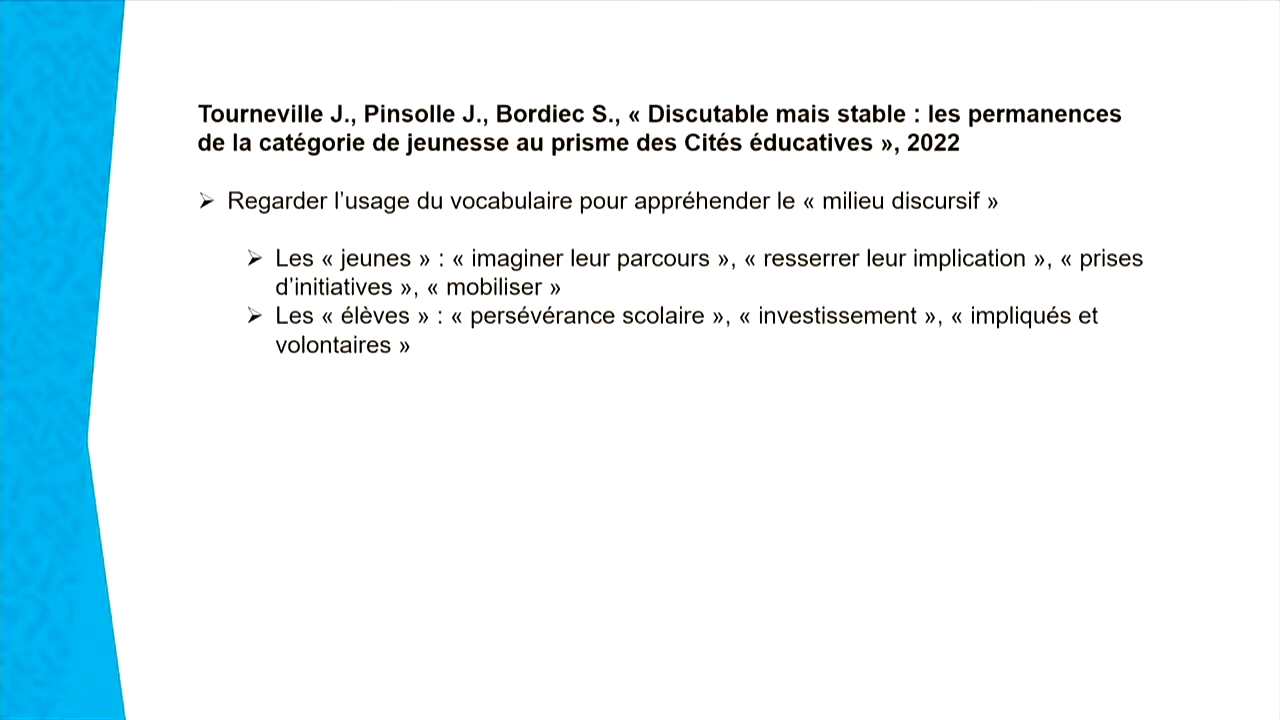 Tourneville J., Pinsolle J., Bordiec S., « Discutable mais stable : les permanences
de la catégorie de jeunesse au prisme des Cités éducatives », 2022
➢ Regarder l’usage du vocabulaire pour appréhender le « milieu discursif »
➢ Les « jeunes » : « imaginer leur parcours », « resserrer leur implication », « prises
d’initiatives », « mobiliser »
➢ Les « élèves » : « persévérance scolaire », « investissement », « impliqués et
volontaires »